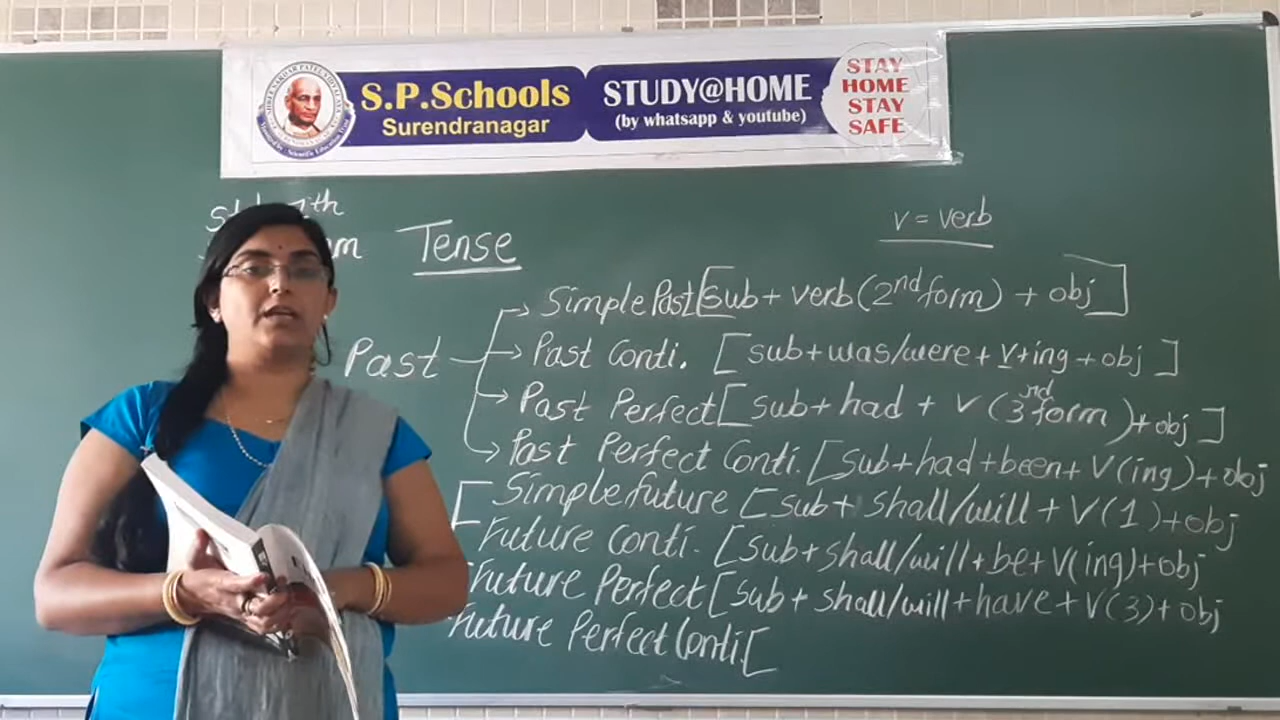 S.P.Schools
Surendranagar
STUDY@HOME
(by whatsapp & youtube)
STAY
HOME
STAY
SAFE
7th
Tense
v = verb
Past
Simple Past [sub + verb (2nd form) + obj]
Past Conti. [sub + was/were + v + ing + obj]
Past Perfect [sub + had + v (3nd form) + obj]
Past Perfect Conti. [sub + had + been + v (ing) + obj
Simple future [sub + shall/will + v (1) + obj
Future Conti. [sub + shall/will + be + v (ing) + obj
Future Perfect [sub + shall/will + have + v (3) + obj
Future Perfect Conti. [